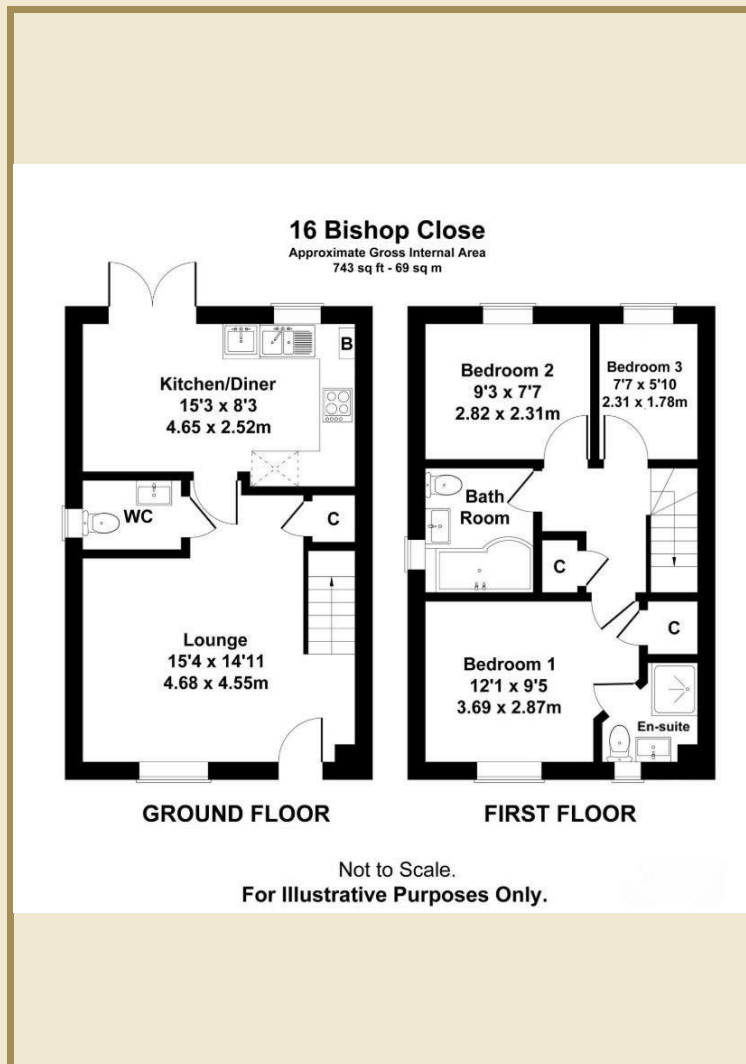 16 Bishop Close
Approximate Gross Internal Area
743 sq ft - 69 sq m
B
Kitchen/Diner
15'3 x 8'3
4.65 x 2.52m
WC
C
Lounge
15'4 x 14'11
4.68 x 4.55m
GROUND FLOOR
Bedroom 2
9'3 x 7'7
2.82 x 2.31m
Bedroom 3
7'7 x 5'10
2.31 x 1.78m
Bath
Room
C
C
Bedroom 1
12'1 x 9'5
3.69 x 2.87m
En-suite
FIRST FLOOR
Not to Scale.
For Illustrative Purposes Only.